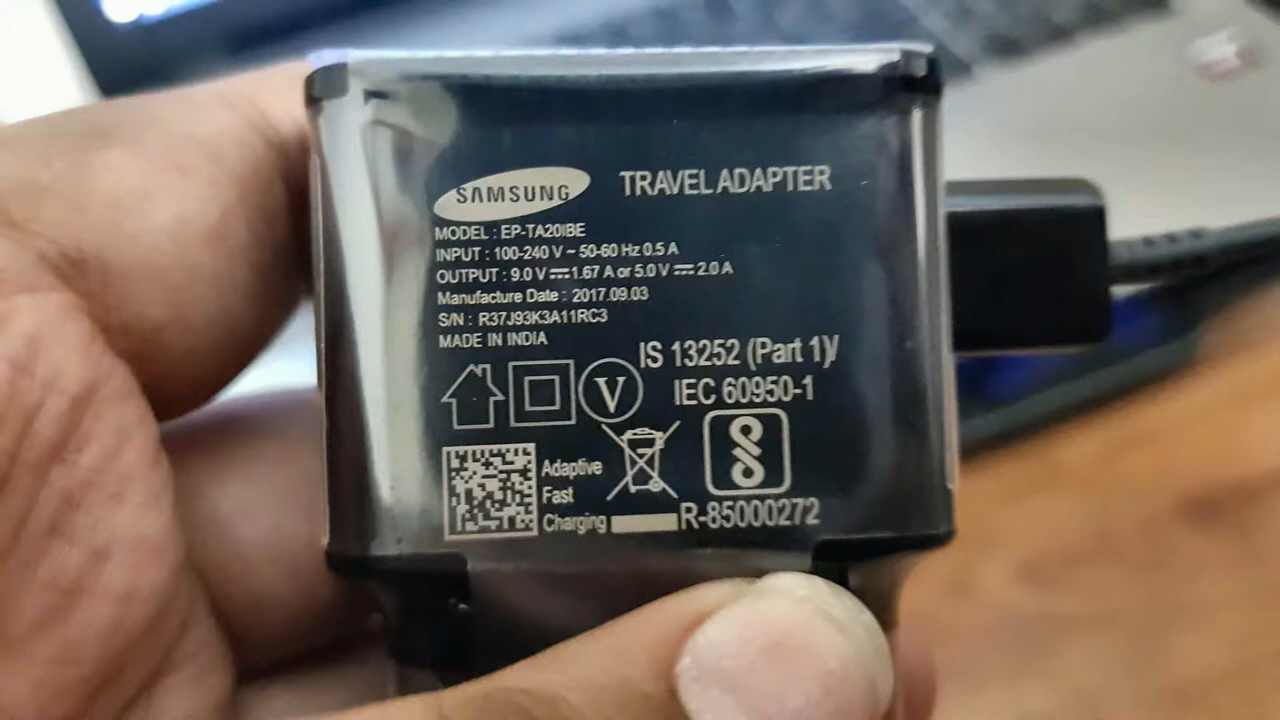 SAMSUNG TRAVEL ADAPTER
MODEL : EP-TA20IBE
INPUT : 100-240 V ~ 50-60 Hz 0.5 A
OUTPUT : 9.0 V ⎓ 1.67 A or 5.0 V ⎓ 2.0 A
Manufacture Date : 2017.09.03
S/N : R37J93K3A11RC3
MADE IN INDIA
IS 13252 (Part 1)/
IEC 60950-1
V
Adaptive
Fast
Charging
R-85000272